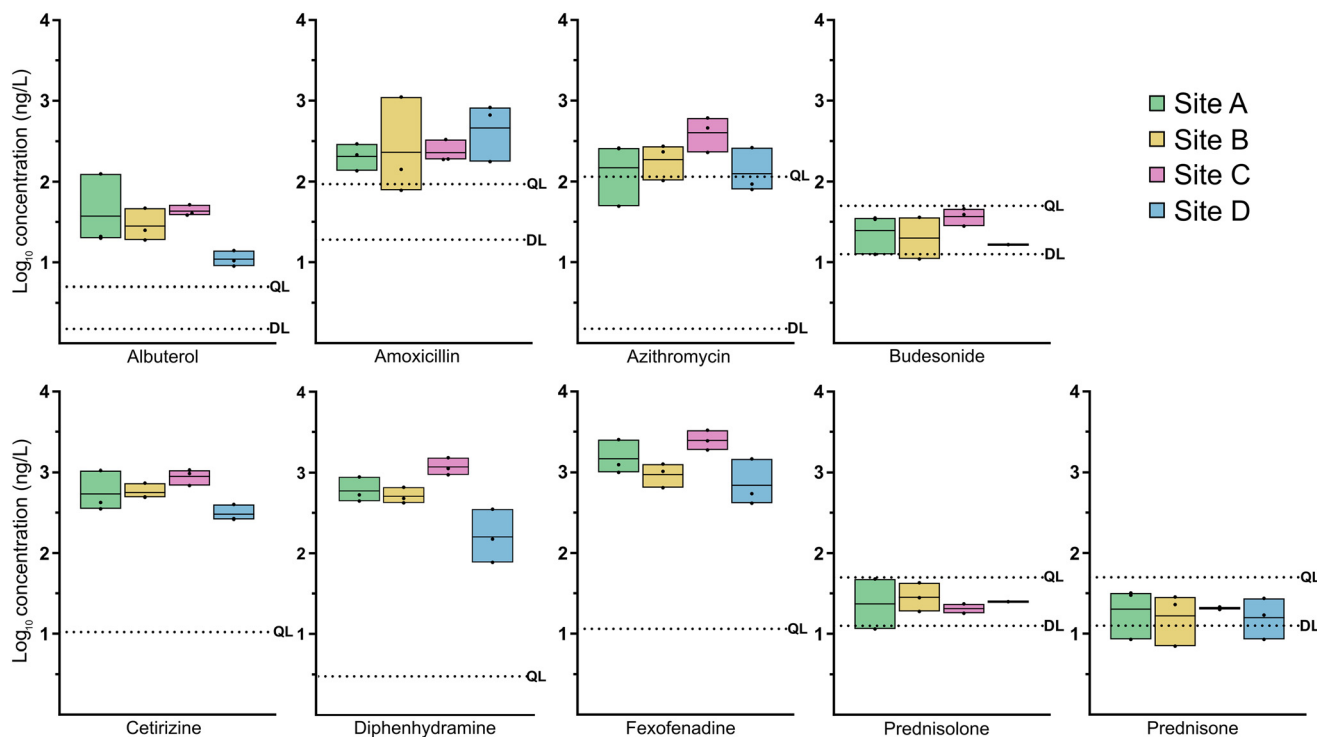 Log₁₀ concentration (ng/L)
4
3
2
1
QL
DL
Albuterol
4
3
2
1
QL
DL
Amoxicillin
4
3
2
1
QL
DL
Azithromycin
4
3
2
1
QL
DL
Budesonide
Site A
Site B
Site C
Site D
Log₁₀ concentration (ng/L)
4
3
2
1
QL
Cetirizine
4
3
2
1
QL
Diphenhydramine
4
3
2
1
QL
Fexofenadine
4
3
2
1
QL
DL
Prednisolone
4
3
2
1
QL
DL
Prednisone